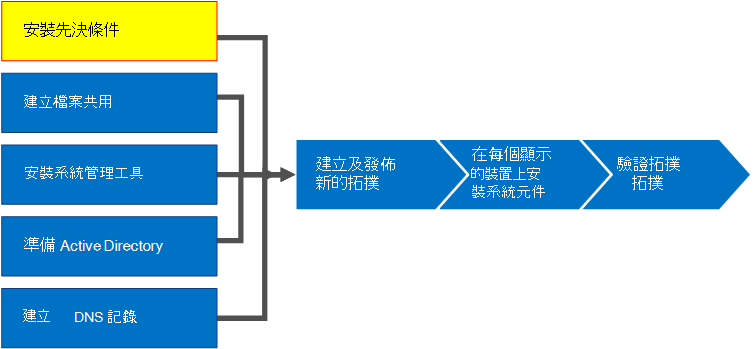 安裝先決條件
建立檔案共用
安裝系統管理工具
準備 Active Directory
建立 DNS 記錄
建立及發佈
新的拓撲
在每個顯示
的裝置上安
裝系統元件
驗證拓撲
拓撲